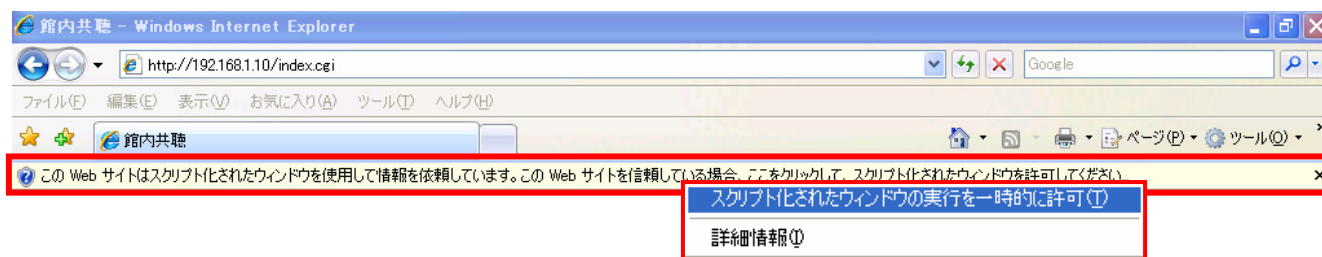 館内共聴 - Windows Internet Explorer
http://192.168.1.10/index.cgi
Google
ファイル(F) 編集(E) 表示(V) お気に入り(A) ツール(T) ヘルプ(H)
館内共聴
ページ(P) ツール(O)
この Web サイトはスクリプト化されたウィンドウを使用して情報を依頼しています。この Web サイトを信頼している場合、ここをクリックして、スクリプト化されたウィンドウを許可してください...
スクリプト化されたウィンドウの実行を一時的に許可(T)
詳細情報(I)